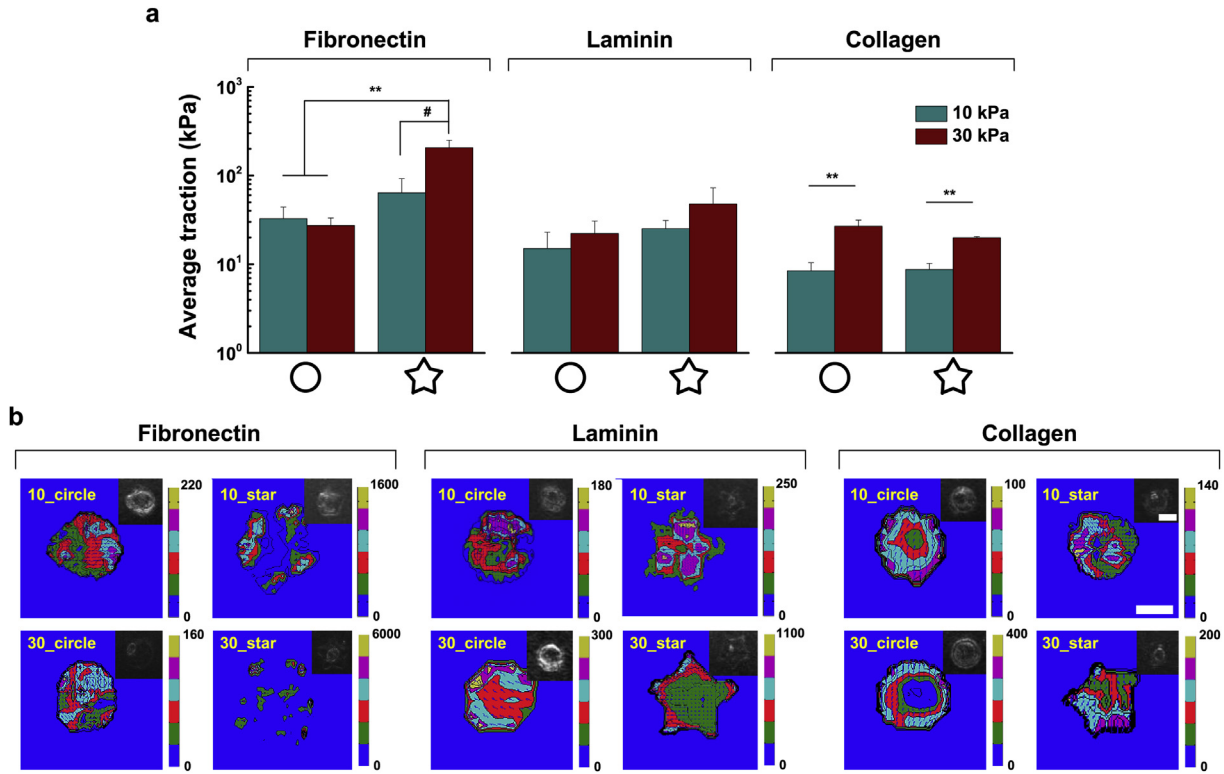 a
Fibronectin Laminin Collagen
Average traction (kPa)
10³
10²
10¹
10⁰
** # ** **
10 kPa
30 kPa
b
Fibronectin Laminin Collagen
10_circle 220 0 10_star 1600 0 10_circle 180 0 10_star 250 0 10_circle 100 0 10_star 140 0
30_circle 160 0 30_star 6000 0 30_circle 300 0 30_star 1100 0 30_circle 400 0 30_star 200 0